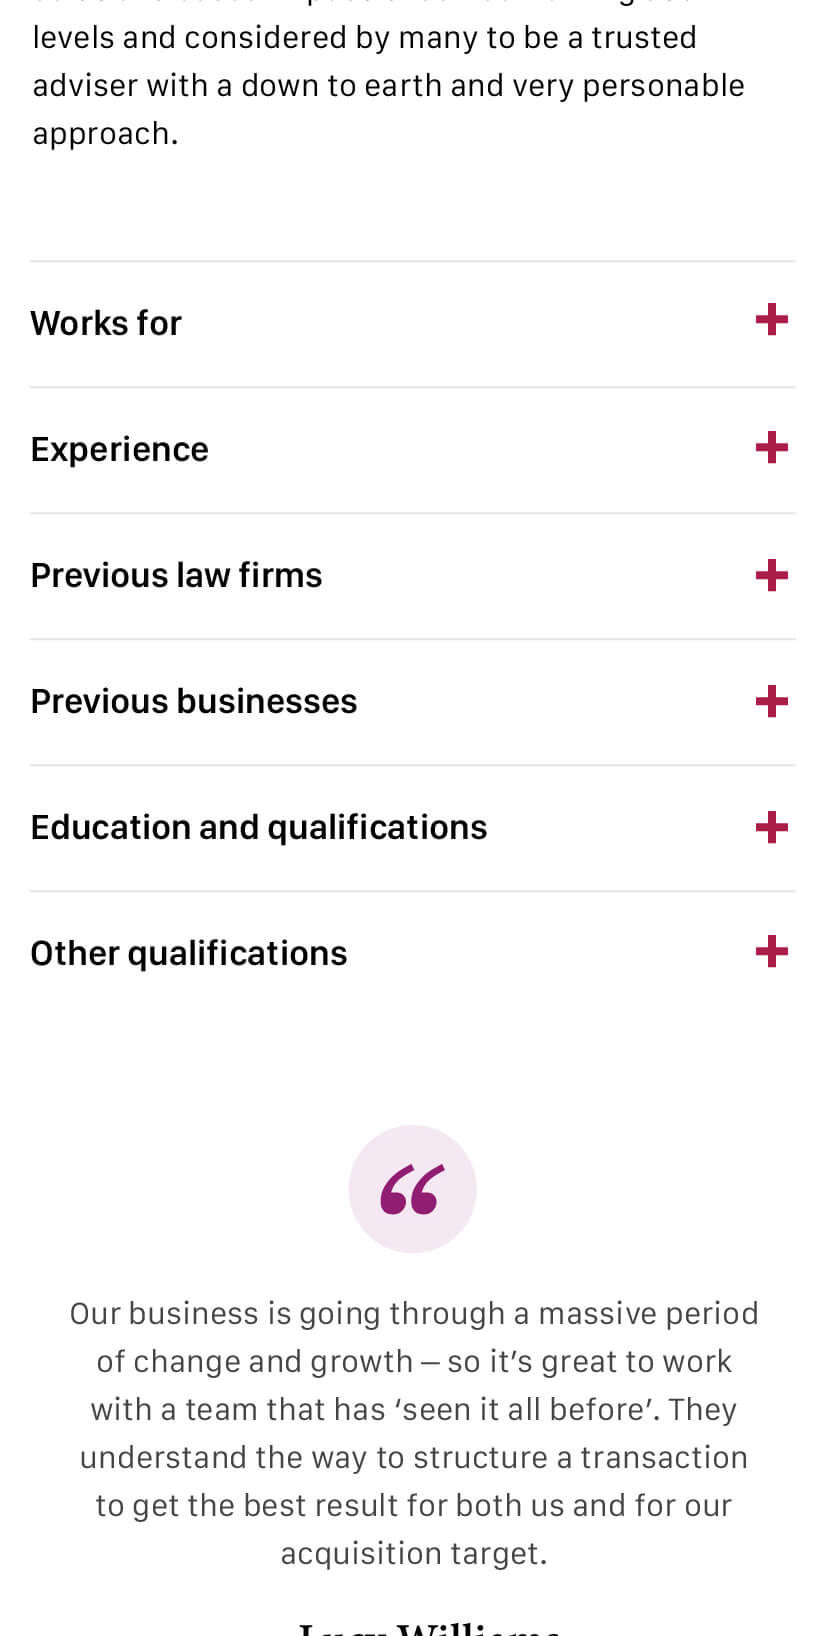 levels and considered by many to be a trusted
adviser with a down to earth and very personable
approach.
Works for
Experience
Previous law firms
Previous businesses
Education and qualifications
Other qualifications
“
Our business is going through a massive period
of change and growth – so it’s great to work
with a team that has ‘seen it all before’. They
understand the way to structure a transaction
to get the best result for both us and for our
acquisition target.
Lucy Williams